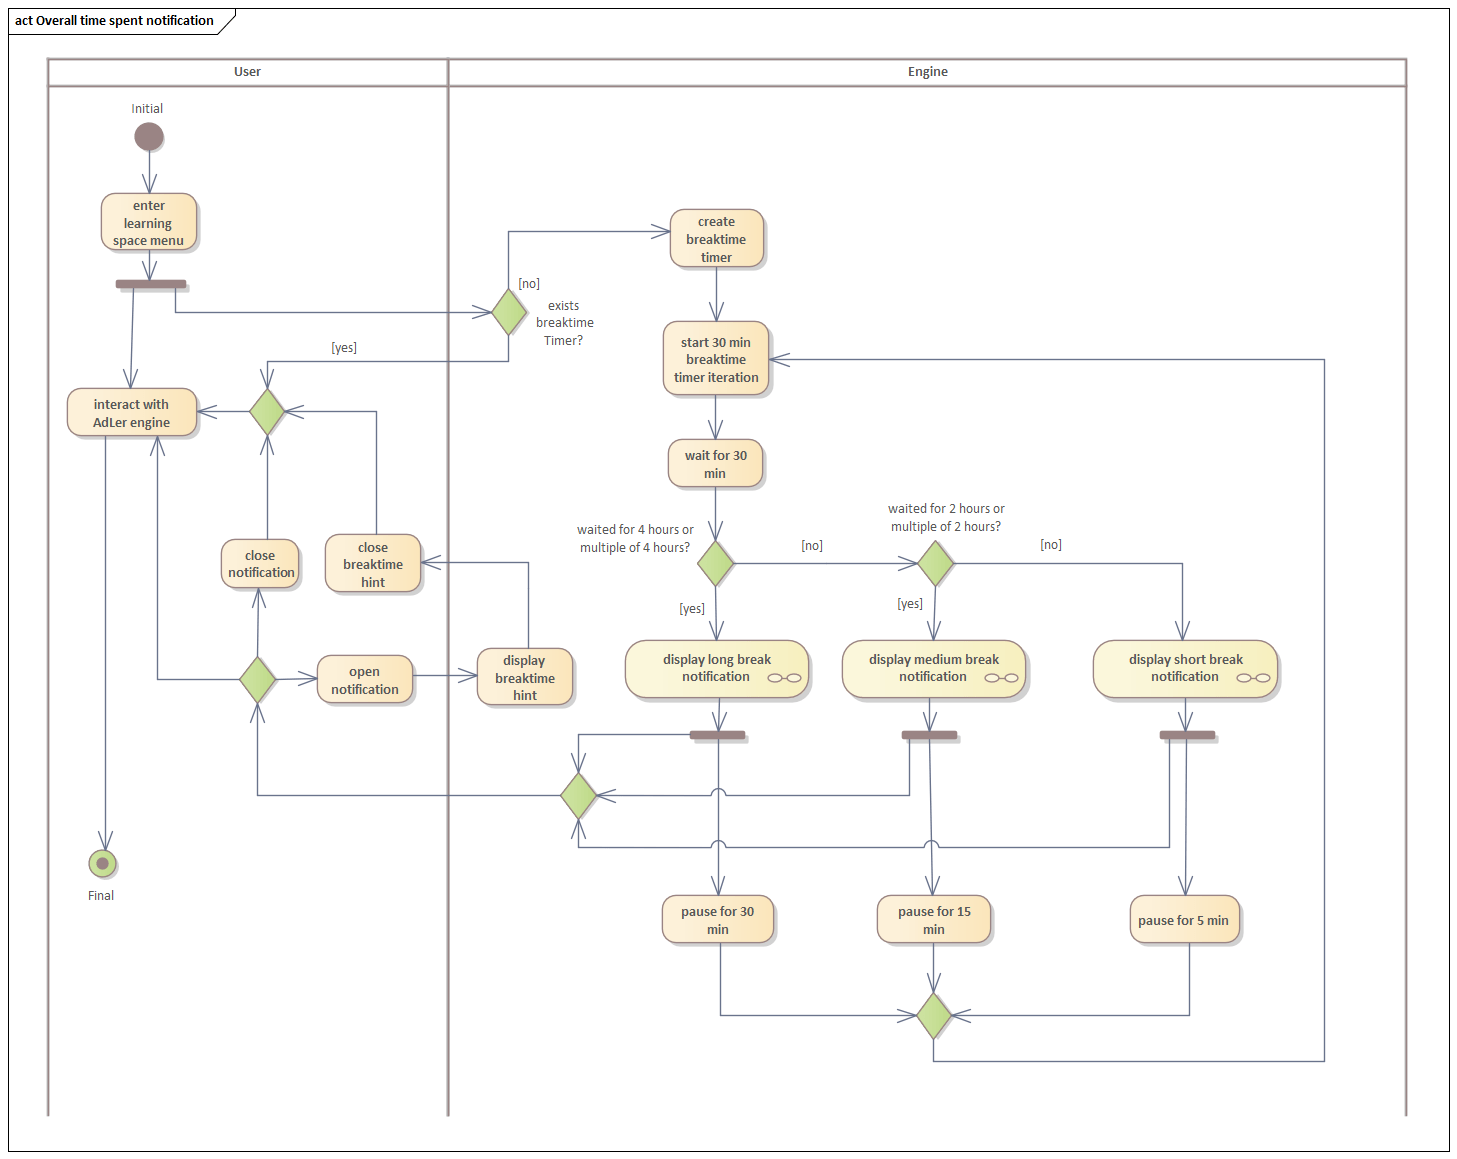 act Overall time spent notification
User
Engine
Initial
enter
learning
space menu
create
breaktime
timer
[no]
exists
breaktime
Timer?
[yes]
start 30 min
breaktime
timer iteration
interact with
AdLer engine
wait for 30
min
waited for 4 hours or
multiple of 4 hours?
[no]
waited for 2 hours or
multiple of 2 hours?
[no]
close
notification
close
breaktime
hint
[yes]
[yes]
open
notification
display
breaktime
hint
display long break
notification
display medium break
notification
display short break
notification
Final
pause for 30
min
pause for 15
min
pause for 5 min